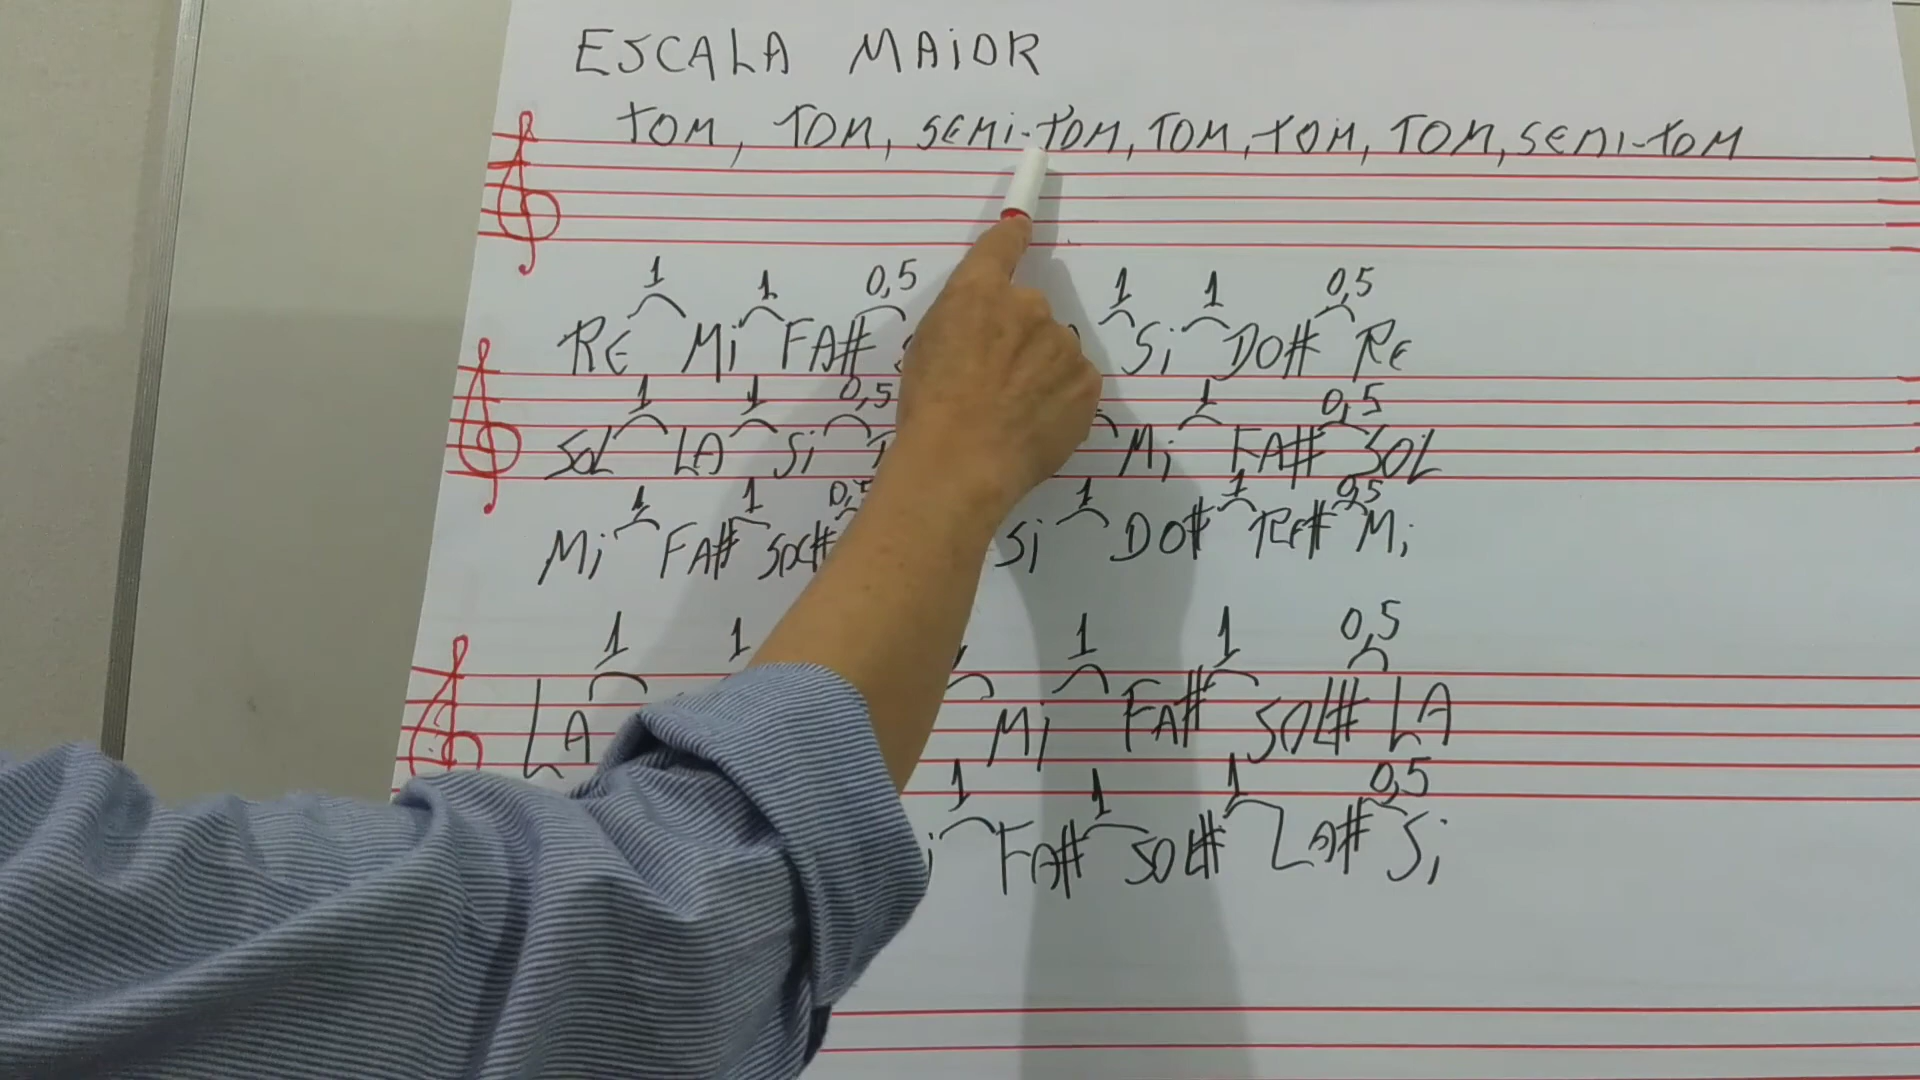 ESCALA MAiOR
TOM, TOM, SEMi-TOM, TOM, TOM, TOM, SEMI-TOM
1 1 0,5 1 1 0,5
RE Mi FA# Si DO# RE
1 1 0,5 1 0,5
SOL LA Si Mi FA# SOL
1 1 1 1 0,5
Mi FA# SOL# Si DO# RE# Mi
1 1 1 1 0,5
LA Mi FA# SOL# LA
1 1 1 0,5
FA# SOL# LA# Si